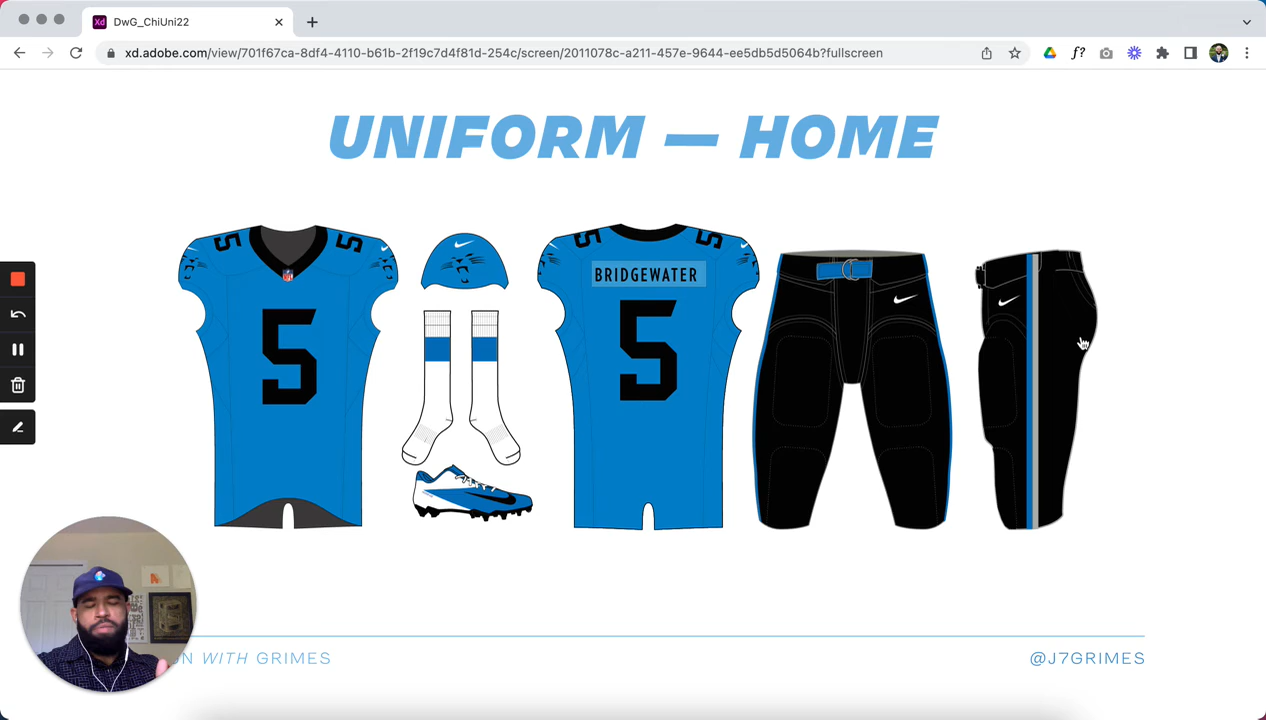 Xd DwG_ChiUni22
xd.adobe.com/view/701f67ca-8df4-4110-b61b-2f19c7d4f81d-254c/screen/2011078c-a211-457e-9644-ee5db5d5064b?fullscreen
f?
UNIFORM — HOME
5 5 5 5
BRIDGEWATER
5 5
N WITH GRIMES
@J7GRIMES